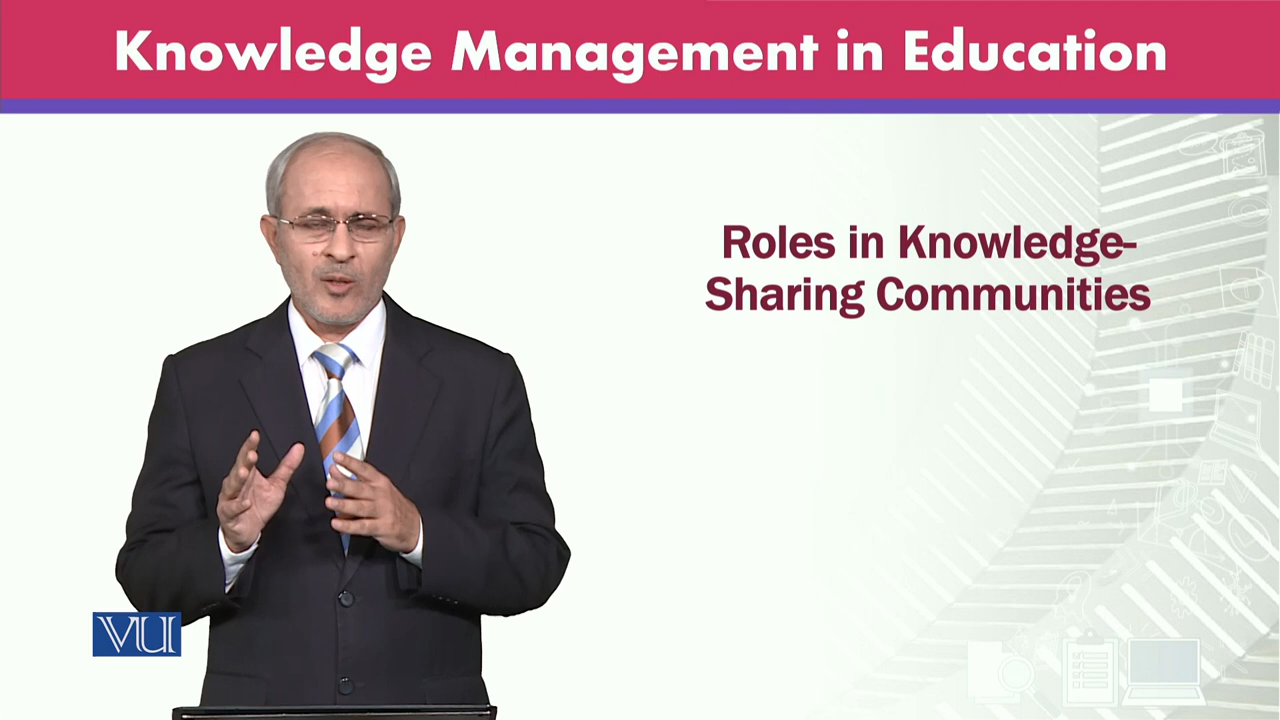 Knowledge Management in Education
Roles in Knowledge-
Sharing Communities
VU